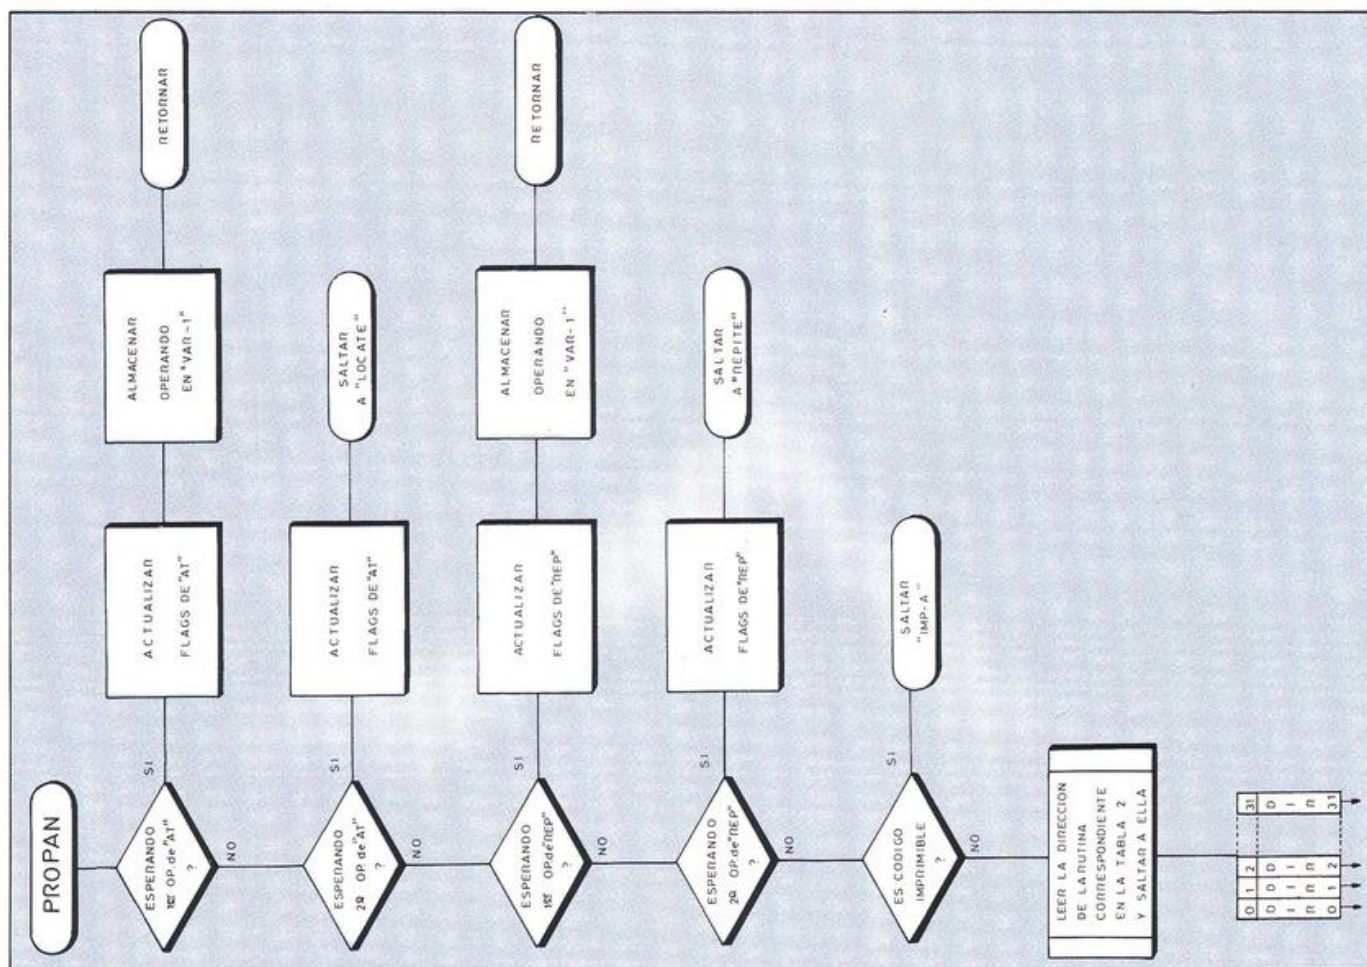 PROPAN
ESPERANDO
1er OP. de "AT"
?
SI
NO
ACTUALIZAR
FLAGS DE "AT"
ALMACENAR
OPERANDO
EN "VAR-1"
RETORNAR
ESPERANDO
2º OP. de "AT"
?
SI
NO
ACTUALIZAR
FLAGS DE "AT"
SALTAR
A "LOCATE"
ESPERANDO
1er OP. de "REP"
?
SI
NO
ACTUALIZAR
FLAGS DE "REP"
ALMACENAR
OPERANDO
EN "VAR-1"
RETORNAR
ESPERANDO
2º OP. de "REP"
?
SI
NO
ACTUALIZAR
FLAGS DE "REP"
SALTAR
A "REPITE"
ES CODIGO
IMPRIMIBLE
?
SI
NO
SALTAR
"IMP-A"
LEER LA DIRECCION
DE LA RUTINA
CORRESPONDIENTE
EN LA TABLA 2
Y SALTAR A ELLA
0 D I R 0
1 D I R 1
2 D I R 2
31 D I R 31